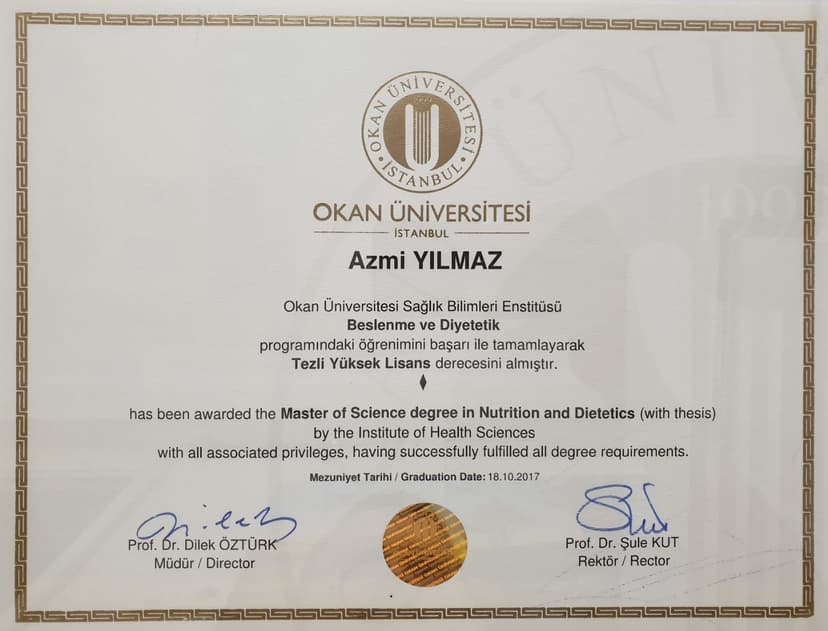 OKAN ÜNİVERSİTESİ
1999
İSTANBUL
OKAN ÜNİVERSİTESİ
İSTANBUL
Azmi YILMAZ
Okan Üniversitesi Sağlık Bilimleri Enstitüsü
Beslenme ve Diyetetik
programındaki öğrenimini başarı ile tamamlayarak
Tezli Yüksek Lisans derecesini almıştır.
has been awarded the Master of Science degree in Nutrition and Dietetics (with thesis)
by the Institute of Health Sciences
with all associated privileges, having successfully fulfilled all degree requirements.
Mezuniyet Tarihi / Graduation Date: 18.10.2017
Prof. Dr. Dilek ÖZTÜRK
Müdür / Director
Prof. Dr. Şule KUT
Rektör / Rector